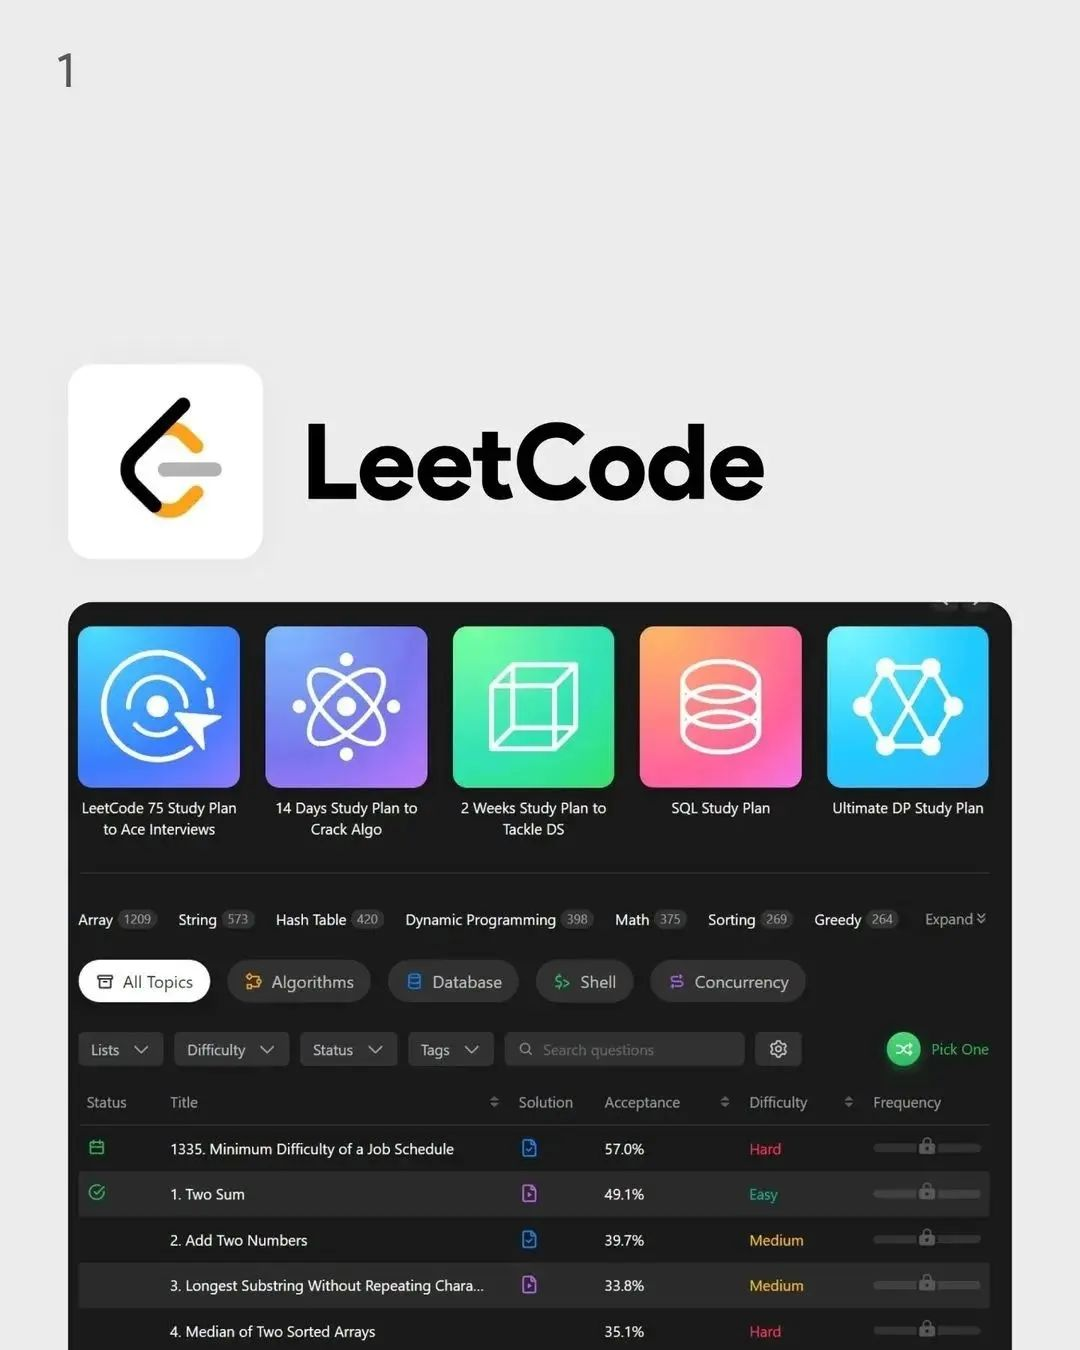 1
LeetCode
LeetCode 75 Study Plan
to Ace Interviews
14 Days Study Plan to
Crack Algo
2 Weeks Study Plan to
Tackle DS
SQL Study Plan
Ultimate DP Study Plan
Array 1209 String 573 Hash Table 420 Dynamic Programming 398 Math 375 Sorting 269 Greedy 264 Expand
All Topics Algorithms Database $> Shell Concurrency
Lists Difficulty Status Tags Search questions Pick One
Status Title Solution Acceptance Difficulty Frequency
1335. Minimum Difficulty of a Job Schedule 57.0% Hard
1. Two Sum 49.1% Easy
2. Add Two Numbers 39.7% Medium
3. Longest Substring Without Repeating Chara... 33.8% Medium
4. Median of Two Sorted Arrays 35.1% Hard